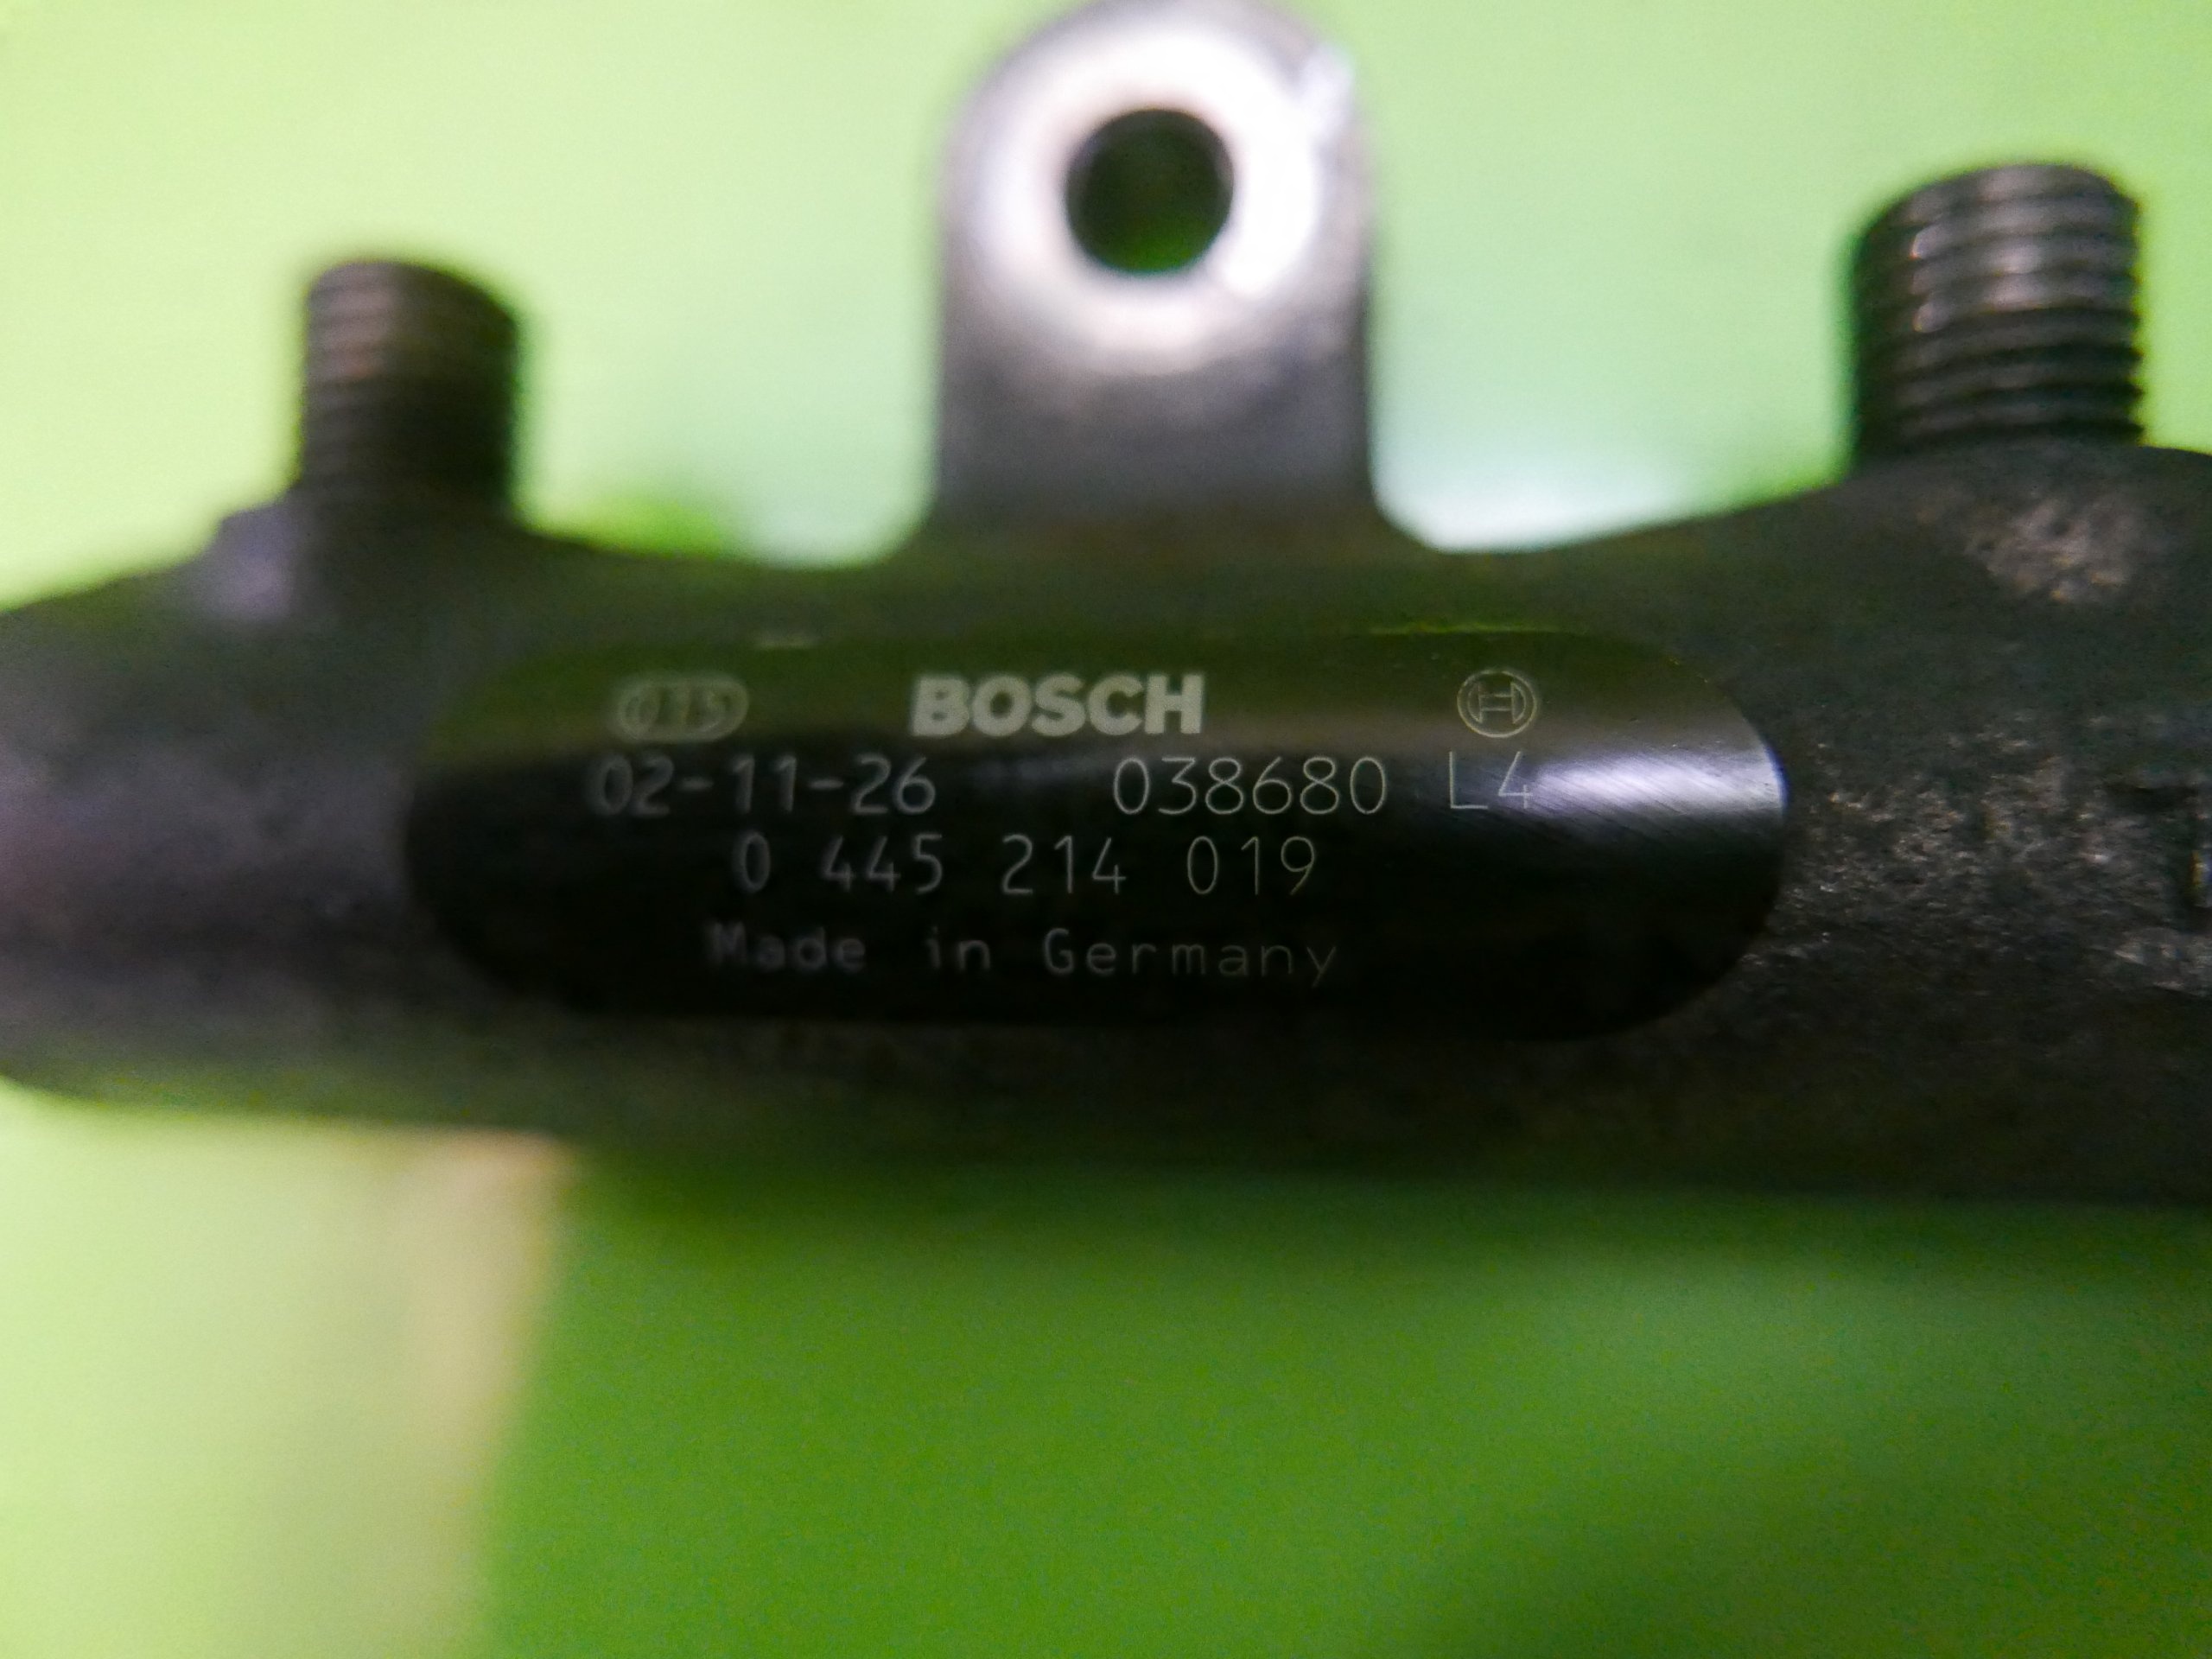 BOSCH
02-11-26 038680 L4
0 445 214 019
Made in Germany